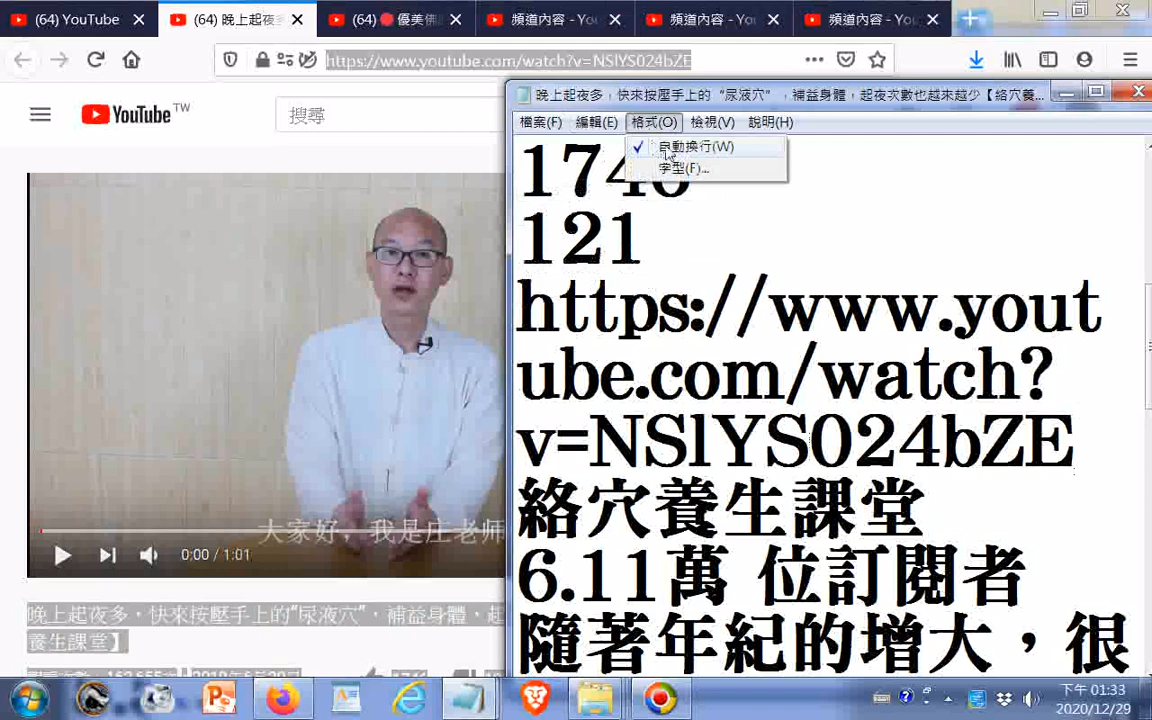 (64) YouTube
(64) 晚上起夜多
(64) 🔴 優美佛
頻道內容 - Yo
頻道內容 - Yo
頻道內容 - Yo
https://www.youtube.com/watch?v=NSlYS024bZE
YouTube TW
搜尋
晚上起夜多，快來按壓手上的“尿液穴”，補益身體，起夜次數也越來越少【絡穴養...
檔案(F) 編輯(E) 格式(O) 檢視(V) 說明(H)
自動換行(W)
字型(F)...
1746
121
https://www.yout
ube.com/watch?
v=NSlYS024bZE
絡穴養生課堂
6.11萬 位訂閱者
隨著年紀的增大，很
大家好，我是庄老师
0:00 / 1:01
晚上起夜多，快來按壓手上的“尿液穴”，補益身體，起
養生課堂】
下午 01:33
2020/12/29